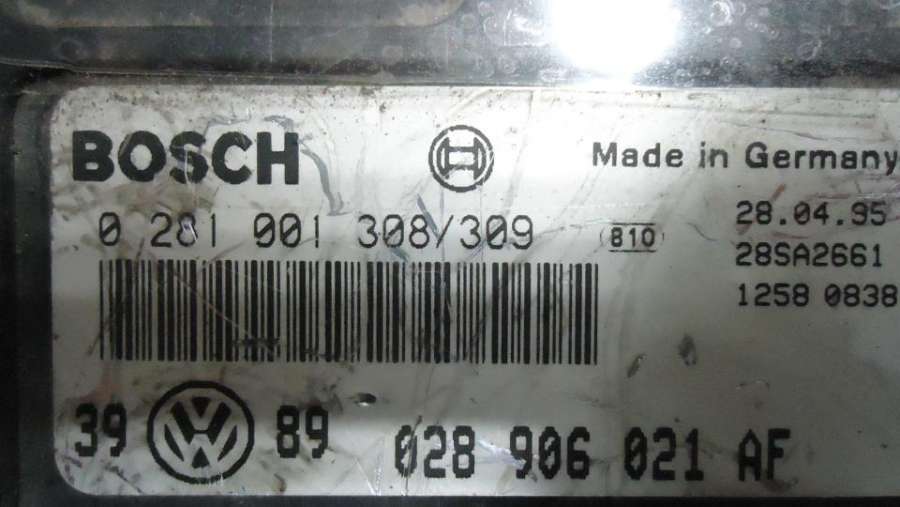 BOSCH
Made in Germany
0 281 001 308/309
810
28.04.95
28SA2661
1258 0838
39 VW 89
028 906 021 AF